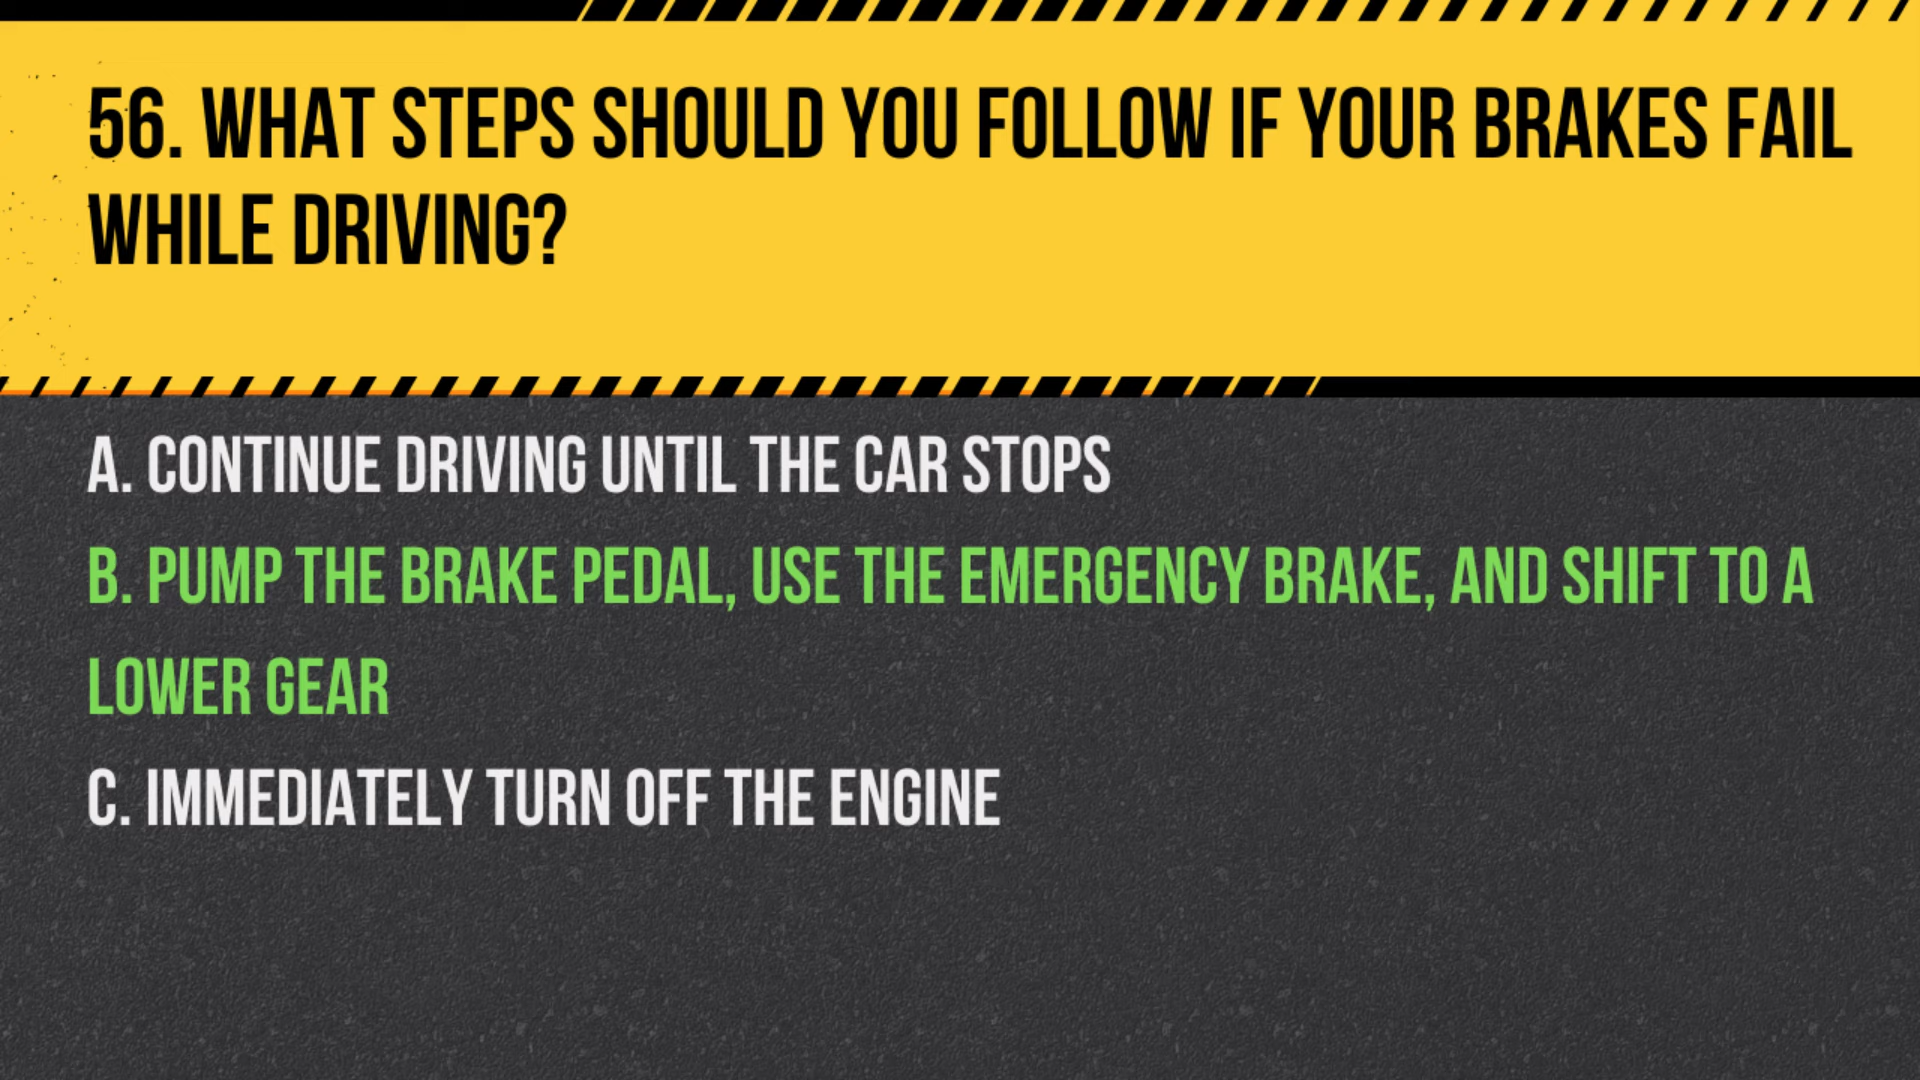 56. WHAT STEPS SHOULD YOU FOLLOW IF YOUR BRAKES FAIL
WHILE DRIVING?
A. CONTINUE DRIVING UNTIL THE CAR STOPS
B. PUMP THE BRAKE PEDAL, USE THE EMERGENCY BRAKE, AND SHIFT TO A
LOWER GEAR
C. IMMEDIATELY TURN OFF THE ENGINE